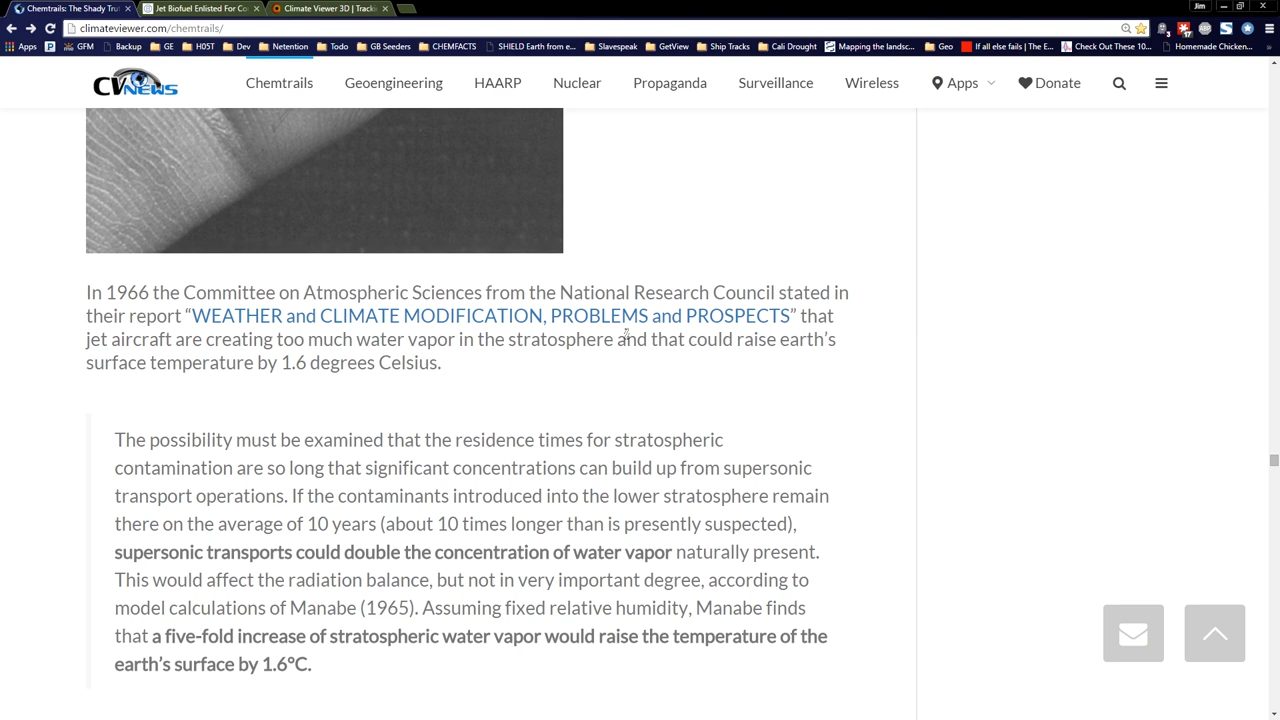 Chemtrails: The Shady Tru
Jet Biofuel Enlisted For Co
Climate Viewer 3D | Track
Jim
climateviewer.com/chemtrails/
Apps
GFM
Backup
GE
H05T
Dev
Netention
Todo
GB Seeders
CHEMFACTS
SHIELD Earth from e...
Slavespeak
GetView
Ship Tracks
Cali Drought
Mapping the landsc...
Geo
If all else fails | The E...
Check Out These 10...
Homemade Chicken...
CV NEWS
Chemtrails
Geoengineering
HAARP
Nuclear
Propaganda
Surveillance
Wireless
Apps
Donate
In 1966 the Committee on Atmospheric Sciences from the National Research Council stated in
their report “WEATHER and CLIMATE MODIFICATION, PROBLEMS and PROSPECTS” that
jet aircraft are creating too much water vapor in the stratosphere and that could raise earth’s
surface temperature by 1.6 degrees Celsius.
The possibility must be examined that the residence times for stratospheric
contamination are so long that significant concentrations can build up from supersonic
transport operations. If the contaminants introduced into the lower stratosphere remain
there on the average of 10 years (about 10 times longer than is presently suspected),
supersonic transports could double the concentration of water vapor naturally present.
This would affect the radiation balance, but not in very important degree, according to
model calculations of Manabe (1965). Assuming fixed relative humidity, Manabe finds
that a five-fold increase of stratospheric water vapor would raise the temperature of the
earth’s surface by 1.6°C.